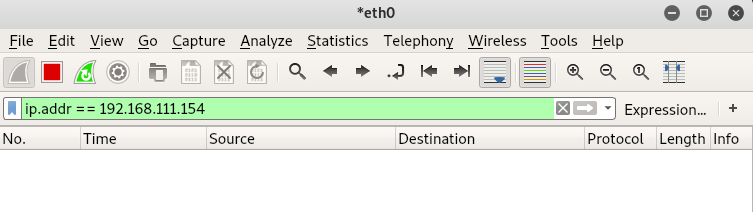 *eth0
File Edit View Go Capture Analyze Statistics Telephony Wireless Tools Help
ip.addr == 192.168.111.154 Expression... +
No. Time Source Destination Protocol Length Info